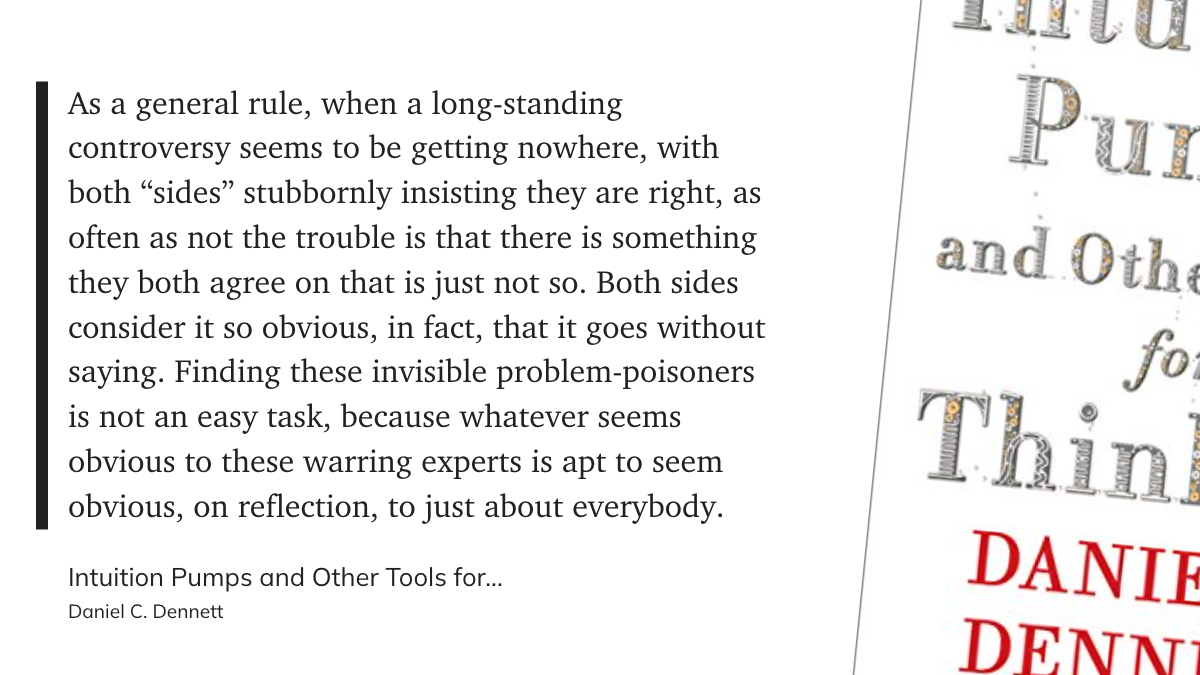 As a general rule, when a long-standing
controversy seems to be getting nowhere, with
both “sides” stubbornly insisting they are right, as
often as not the trouble is that there is something
they both agree on that is just not so. Both sides
consider it so obvious, in fact, that it goes without
saying. Finding these invisible problem-poisoners
is not an easy task, because whatever seems
obvious to these warring experts is apt to seem
obvious, on reflection, to just about everybody.
Intuition Pumps and Other Tools for...
Daniel C. Dennett
Intu
Pum
and Othe
for
Think
DANIE
DENN